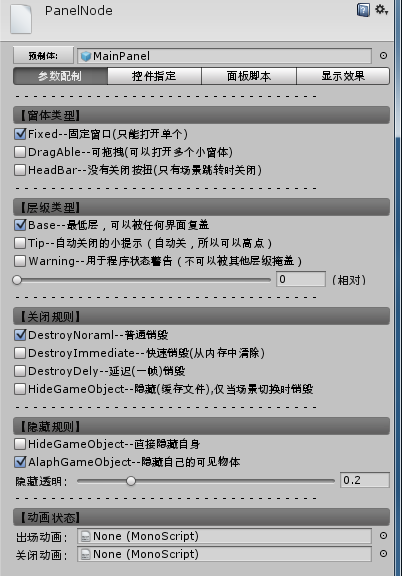 PanelNode
预制体: MainPanel
参数配制 控件指定 面板脚本 显示效果
【窗体类型】
Fixed--固定窗口(只能打开单个)
DragAble--可拖拽(可以打开多个小窗体)
HeadBar--没有关闭按扭(只有场景跳转时关闭)
【层级类型】
Base--最低层，可以被任何界面复盖
Tip--自动关闭的小提示（自动关，所以可以高点）
Warning--用于程序状态警告（不可以被其他层级掩盖）
0 (相对)
【关闭规则】
DestroyNoraml--普通销毁
DestroyImmediate--快速销毁(从内存中清除)
DestroyDely--延迟(一帧)销毁
HideGameObject--隐藏(缓存文件),仅当场景切换时销毁
【隐藏规则】
HideGameObject--直接隐藏自身
AlaphGameObject--隐藏自己的可见物体
隐藏透明: 0.2
【动画状态】
出场动画: None (MonoScript)
关闭动画: None (MonoScript)